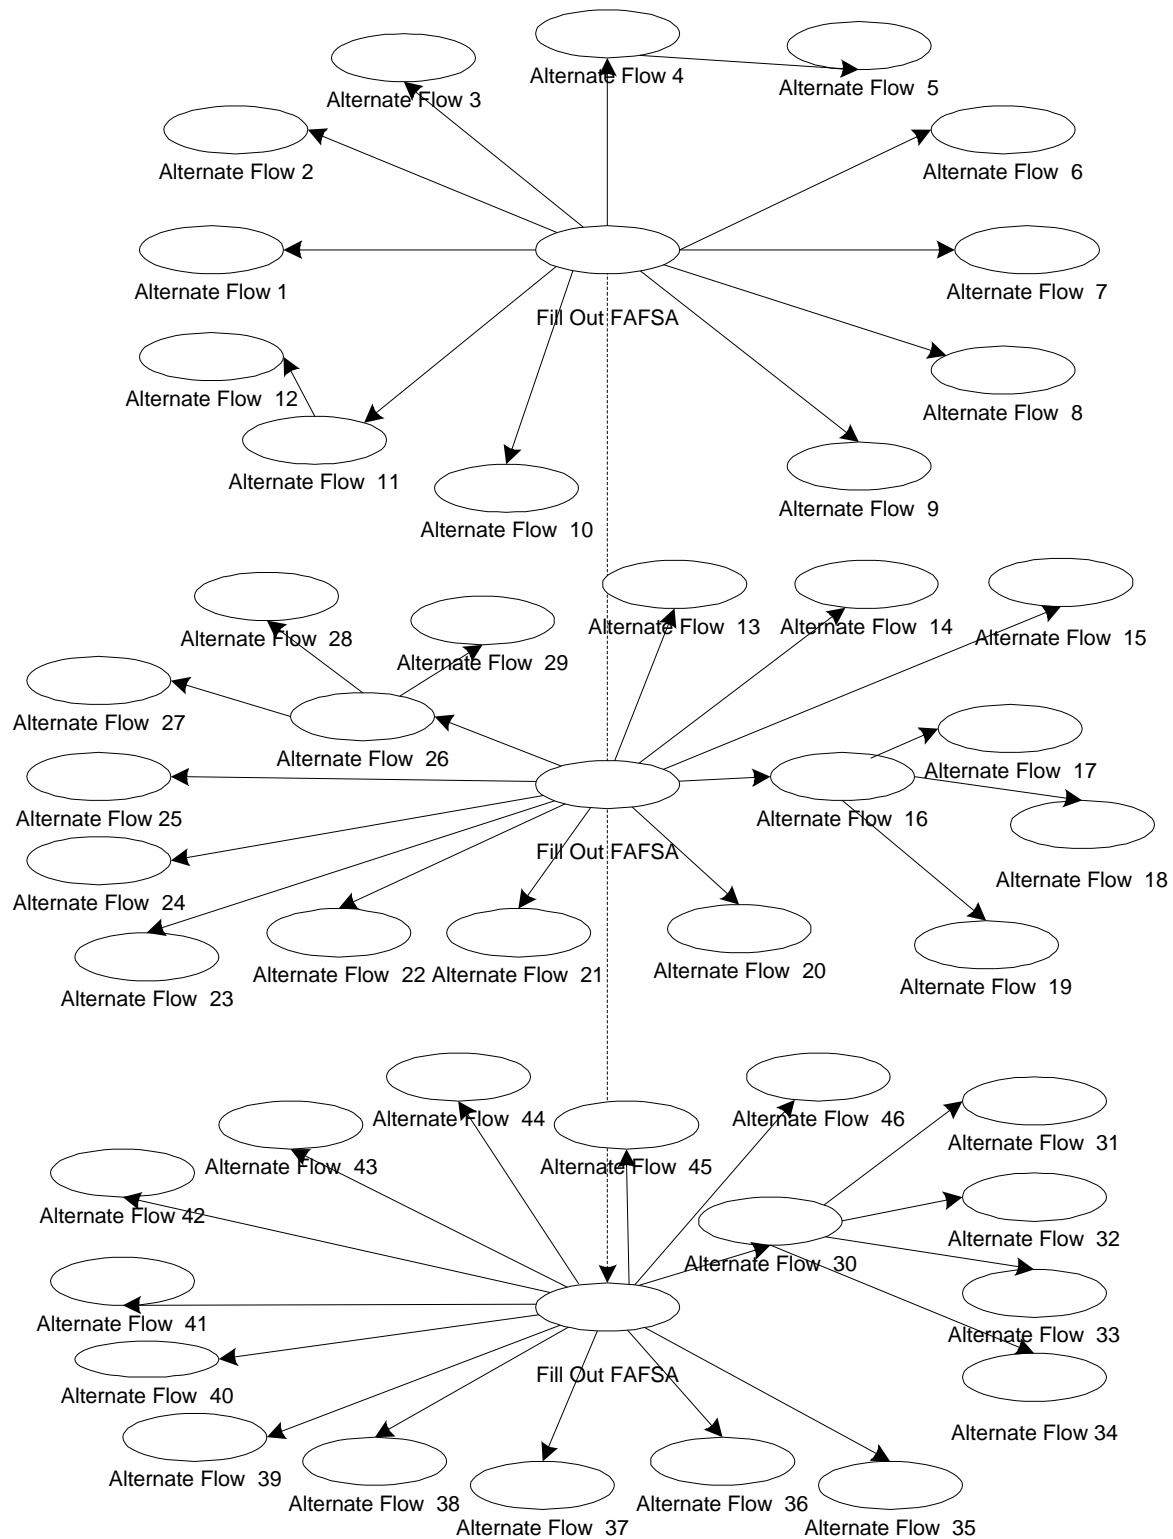 Alternate Flow 4
Alternate Flow 5
Alternate Flow 3
Alternate Flow 2
Alternate Flow 6
Alternate Flow 1
Alternate Flow 7
Fill Out FAFSA
Alternate Flow 12
Alternate Flow 8
Alternate Flow 11
Alternate Flow 9
Alternate Flow 10
Alternate Flow 28
Alternate Flow 29
Alternate Flow 13
Alternate Flow 14
Alternate Flow 15
Alternate Flow 27
Alternate Flow 26
Alternate Flow 17
Alternate Flow 25
Alternate Flow 16
Fill Out FAFSA
Alternate Flow 18
Alternate Flow 24
Alternate Flow 22
Alternate Flow 21
Alternate Flow 20
Alternate Flow 19
Alternate Flow 23
Alternate Flow 44
Alternate Flow 46
Alternate Flow 31
Alternate Flow 43
Alternate Flow 45
Alternate Flow 42
Alternate Flow 32
Alternate Flow 30
Alternate Flow 41
Alternate Flow 33
Fill Out FAFSA
Alternate Flow 40
Alternate Flow 34
Alternate Flow 39
Alternate Flow 38
Alternate Flow 36
Alternate Flow 37
Alternate Flow 35